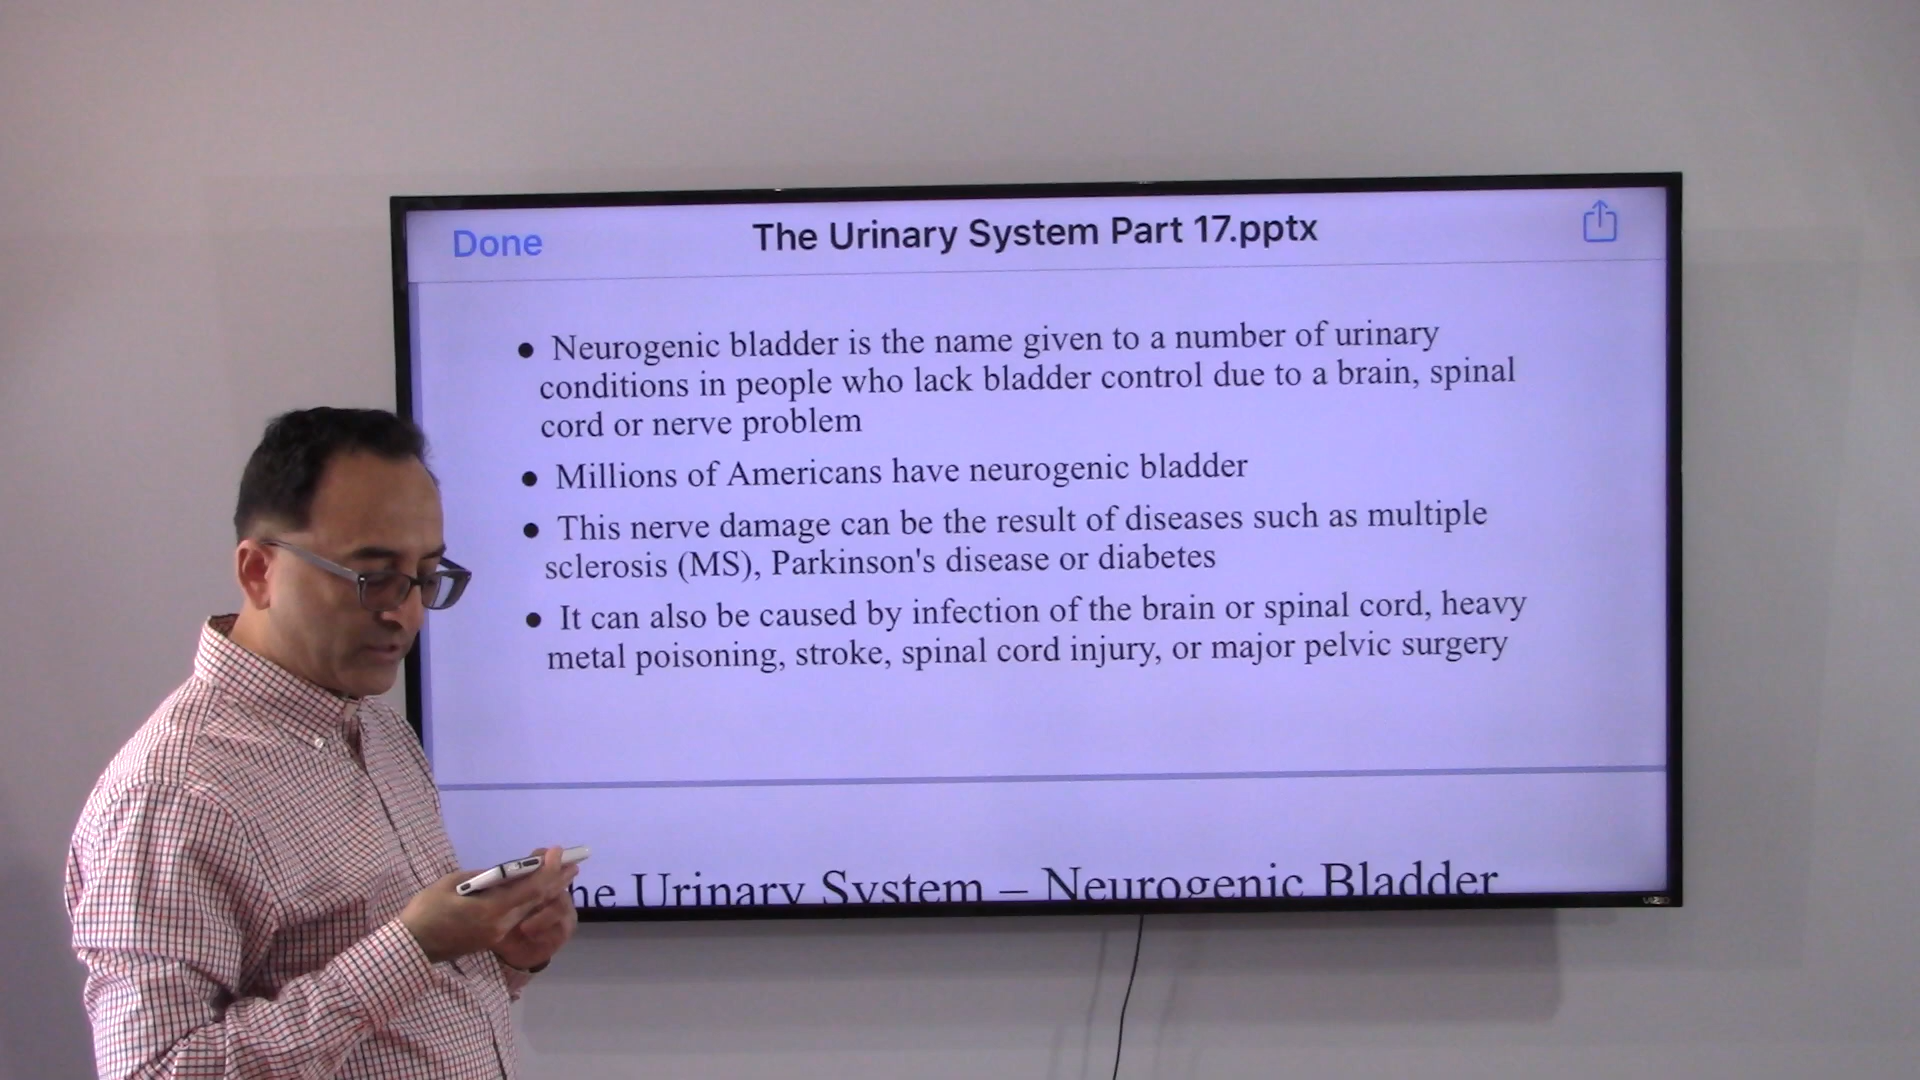 Done
The Urinary System Part 17.pptx
● Neurogenic bladder is the name given to a number of urinary
conditions in people who lack bladder control due to a brain, spinal
cord or nerve problem
● Millions of Americans have neurogenic bladder
● This nerve damage can be the result of diseases such as multiple
sclerosis (MS), Parkinson's disease or diabetes
● It can also be caused by infection of the brain or spinal cord, heavy
metal poisoning, stroke, spinal cord injury, or major pelvic surgery
he Urinary System – Neurogenic Bladder
VIZIO